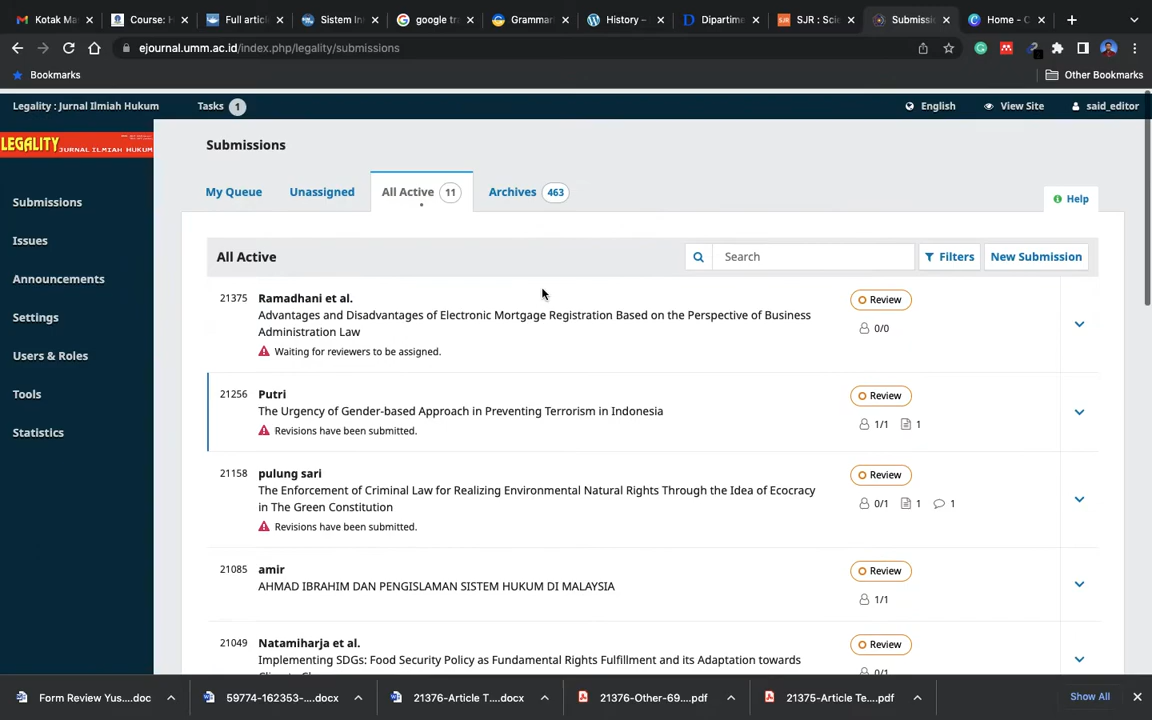 Kotak Ma
Course: H
Full artic
Sistem In
google tra
Grammar
History –
Dipartime
SJR : Scie
Submissi
Home - C
ejournal.umm.ac.id/index.php/legality/submissions
Bookmarks
Other Bookmarks
Legality : Jurnal Ilmiah Hukum
Tasks 1
English
View Site
said_editor
LEGALITY JURNAL ILMIAH HUKUM
Submissions
Issues
Announcements
Settings
Users & Roles
Tools
Statistics
Submissions
My Queue
Unassigned
All Active 11
Archives 463
Help
All Active
Search
Filters
New Submission
21375
Ramadhani et al.
Advantages and Disadvantages of Electronic Mortgage Registration Based on the Perspective of Business
Administration Law
Waiting for reviewers to be assigned.
Review
0/0
21256
Putri
The Urgency of Gender-based Approach in Preventing Terrorism in Indonesia
Revisions have been submitted.
Review
1/1 1
21158
pulung sari
The Enforcement of Criminal Law for Realizing Environmental Natural Rights Through the Idea of Ecocracy
in The Green Constitution
Revisions have been submitted.
Review
0/1 1 1
21085
amir
AHMAD IBRAHIM DAN PENGISLAMAN SISTEM HUKUM DI MALAYSIA
Review
1/1
21049
Natamiharja et al.
Implementing SDGs: Food Security Policy as Fundamental Rights Fulfillment and its Adaptation towards
Review
0/1
Form Review Yus....doc
59774-162353-....docx
21376-Article T....docx
21376-Other-69....pdf
21375-Article Te....pdf
Show All